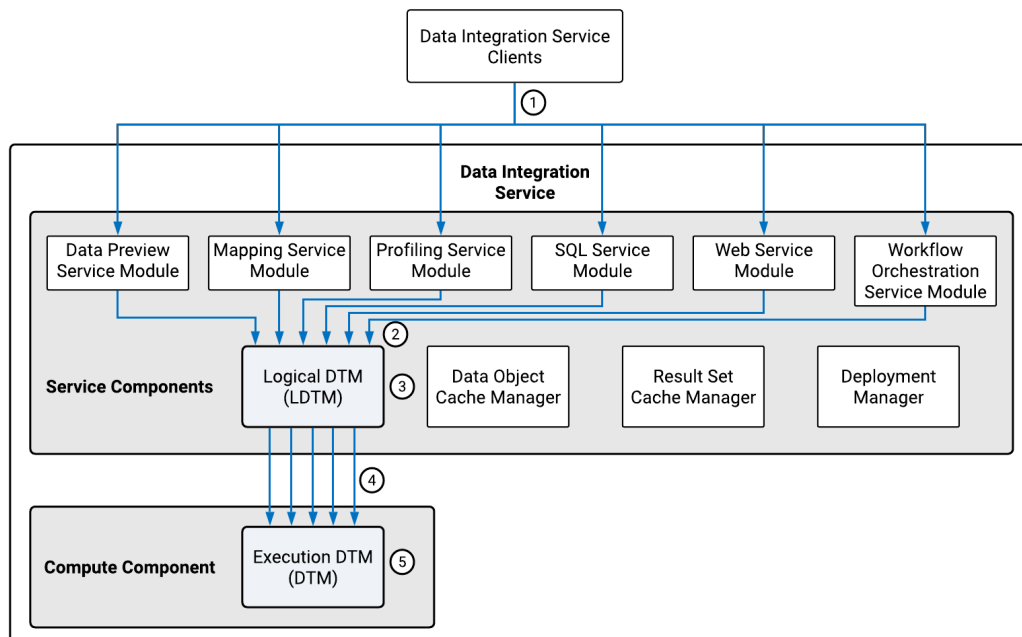 Data Integration Service
Clients
1
Data Integration
Service
Data Preview
Service Module
Mapping Service
Module
Profiling Service
Module
SQL Service
Module
Web Service
Module
Workflow
Orchestration
Service Module
2
Service Components
Logical DTM
(LDTM)
3
Data Object
Cache Manager
Result Set
Cache Manager
Deployment
Manager
4
Compute Component
Execution DTM
(DTM)
5